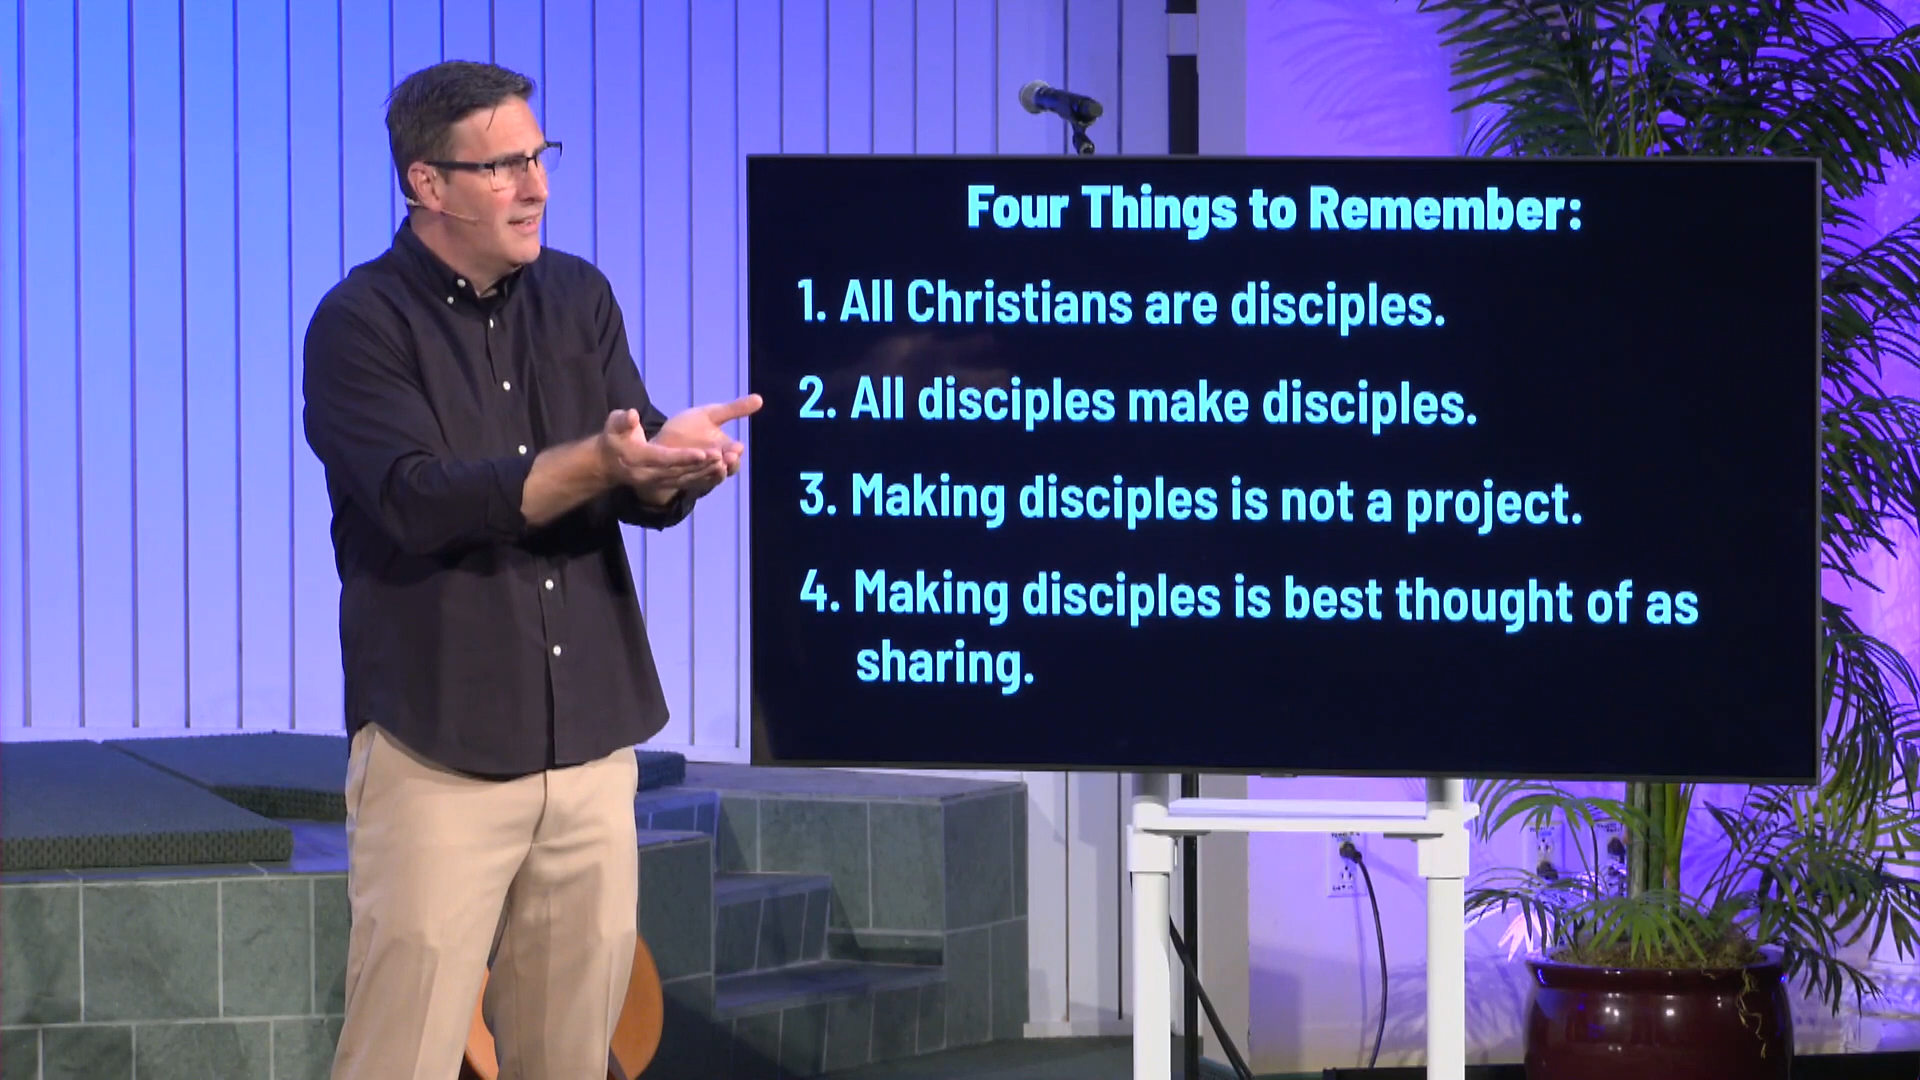 Four Things to Remember:
1. All Christians are disciples.
2. All disciples make disciples.
3. Making disciples is not a project.
4. Making disciples is best thought of as
sharing.